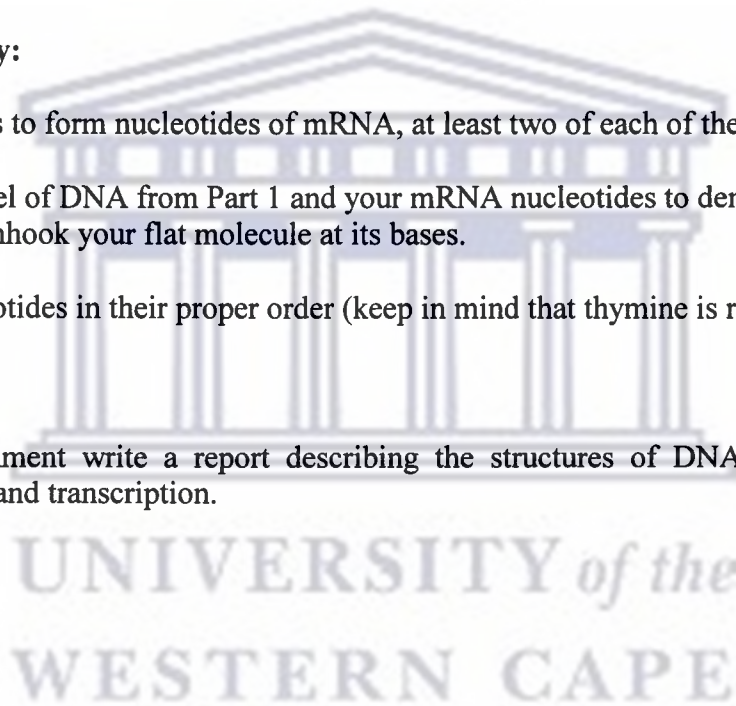 y:
s to form nucleotides of mRNA, at least two of each of the
el of DNA from Part 1 and your mRNA nucleotides to
nhook your flat molecule at its bases.
otides in their proper order (keep in mind that thymine is
ment write a report describing the structures of DNA
and transcription.
UNIVERSITY of the
WESTERN CAPE